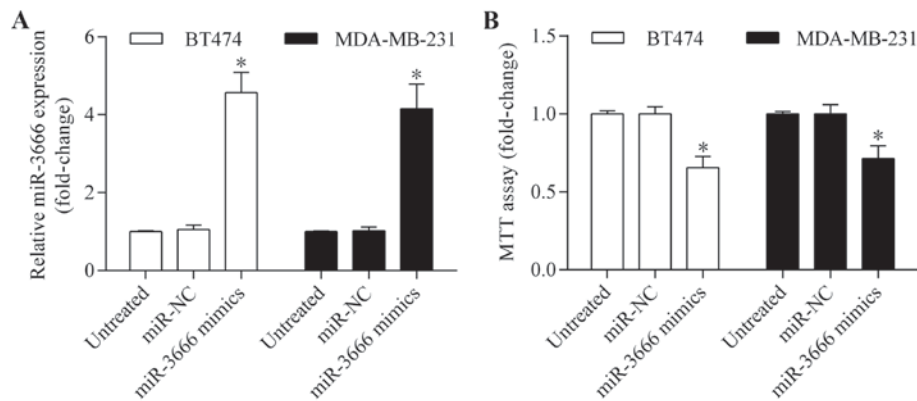 A
BT474
MDA-MB-231
Relative miR-3666 expression
(fold-change)
6
4
2
0
*
*
Untreated
miR-NC
miR-3666 mimics
Untreated
miR-NC
miR-3666 mimics
B
BT474
MDA-MB-231
MTT assay (fold-change)
1.5
1.0
0.5
0.0
*
*
Untreated
miR-NC
miR-3666 mimics
Untreated
miR-NC
miR-3666 mimics